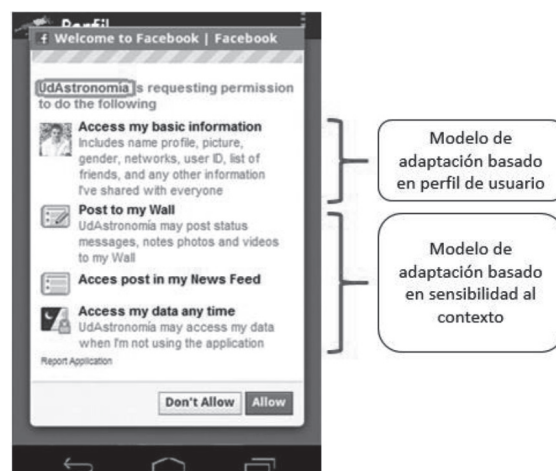 Perfil
Welcome to Facebook | Facebook
UdAstronomía is requesting permission
to do the following
Access my basic information
Includes name profile, picture,
gender, networks, user ID, list of
friends, and any other information
I've shared with everyone
Post to my Wall
UdAstronomía may post status
messages, notes photos and videos
to my Wall
Acces post in my News Feed
Access my data any time
UdAstronomía may access my data
when I'm not using the application
Report Application
Don't Allow Allow
Modelo de
adaptación basado
en perfil de usuario
Modelo de
adaptación basado
en sensibilidad al
contexto